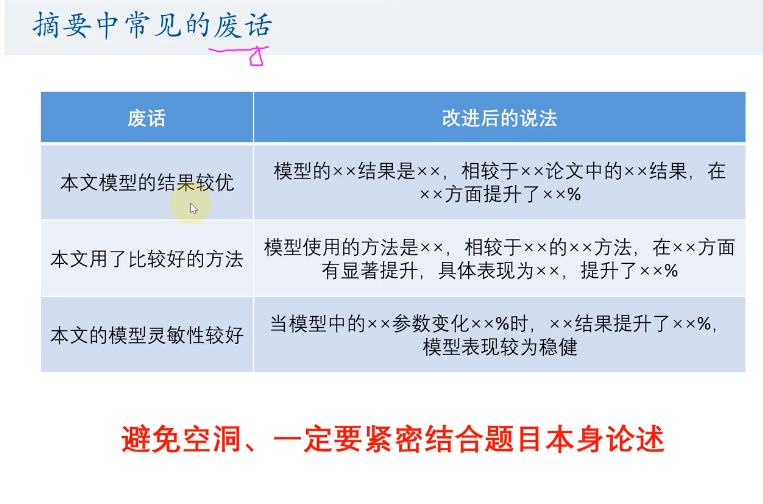 摘要中常见的废话
废话
改进后的说法
本文模型的结果较优
模型的××结果是××，相较于××论文中的××结果，在
××方面提升了××%
本文用了比较好的方法
模型使用的方法是××，相较于××的××方法，在××方面
有显著提升，具体表现为××，提升了××%
本文的模型灵敏性较好
当模型中的××参数变化××%时，××结果提升了××%，
模型表现较为稳健
避免空洞、一定要紧密结合题目本身论述